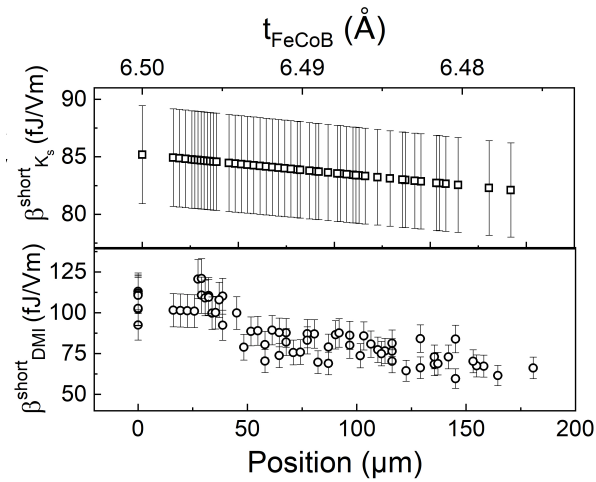 t_FeCoB (Å)
6.50 6.49 6.48
β^short_Ks (fJ/Vm)
90
85
80
β^short_DMI (fJ/Vm)
125
100
75
50
0 50 100 150 200
Position (µm)